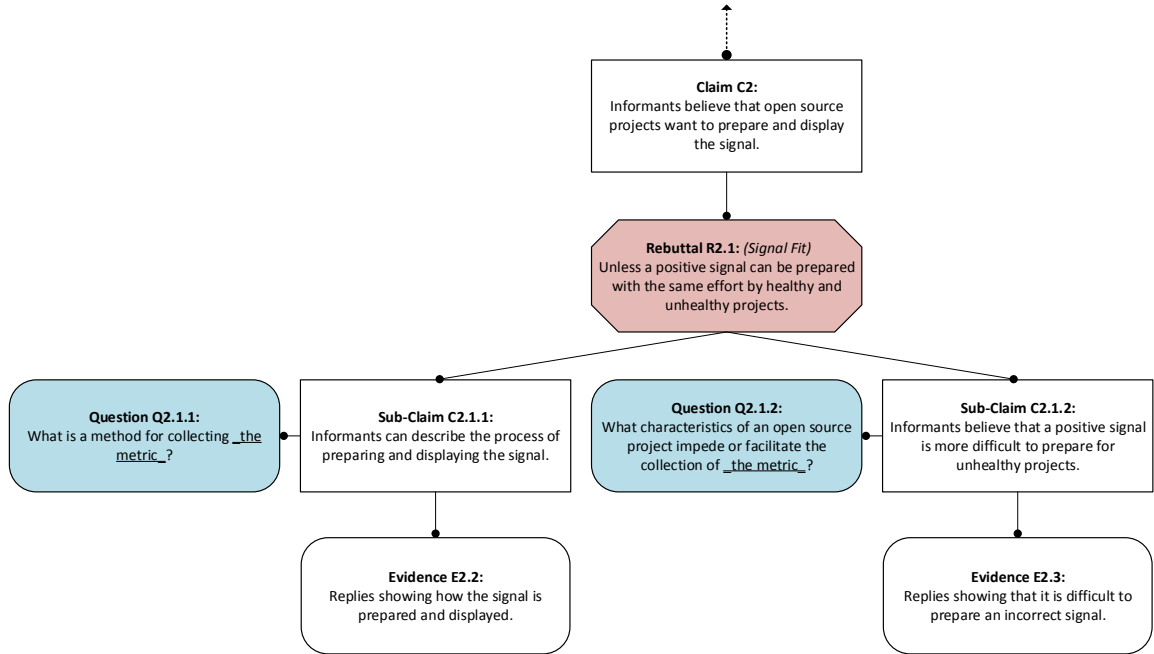 Claim C2:
Informants believe that open source
projects want to prepare and display
the signal.
Rebuttal R2.1: (Signal Fit)
Unless a positive signal can be prepared
with the same effort by healthy and
unhealthy projects.
Question Q2.1.1:
What is a method for collecting _the
metric_?
Sub-Claim C2.1.1:
Informants can describe the process of
preparing and displaying the signal.
Question Q2.1.2:
What characteristics of an open source
project impede or facilitate the
collection of _the metric_?
Sub-Claim C2.1.2:
Informants believe that a positive signal
is more difficult to prepare for
unhealthy projects.
Evidence E2.2:
Replies showing how the signal is
prepared and displayed.
Evidence E2.3:
Replies showing that it is difficult to
prepare an incorrect signal.